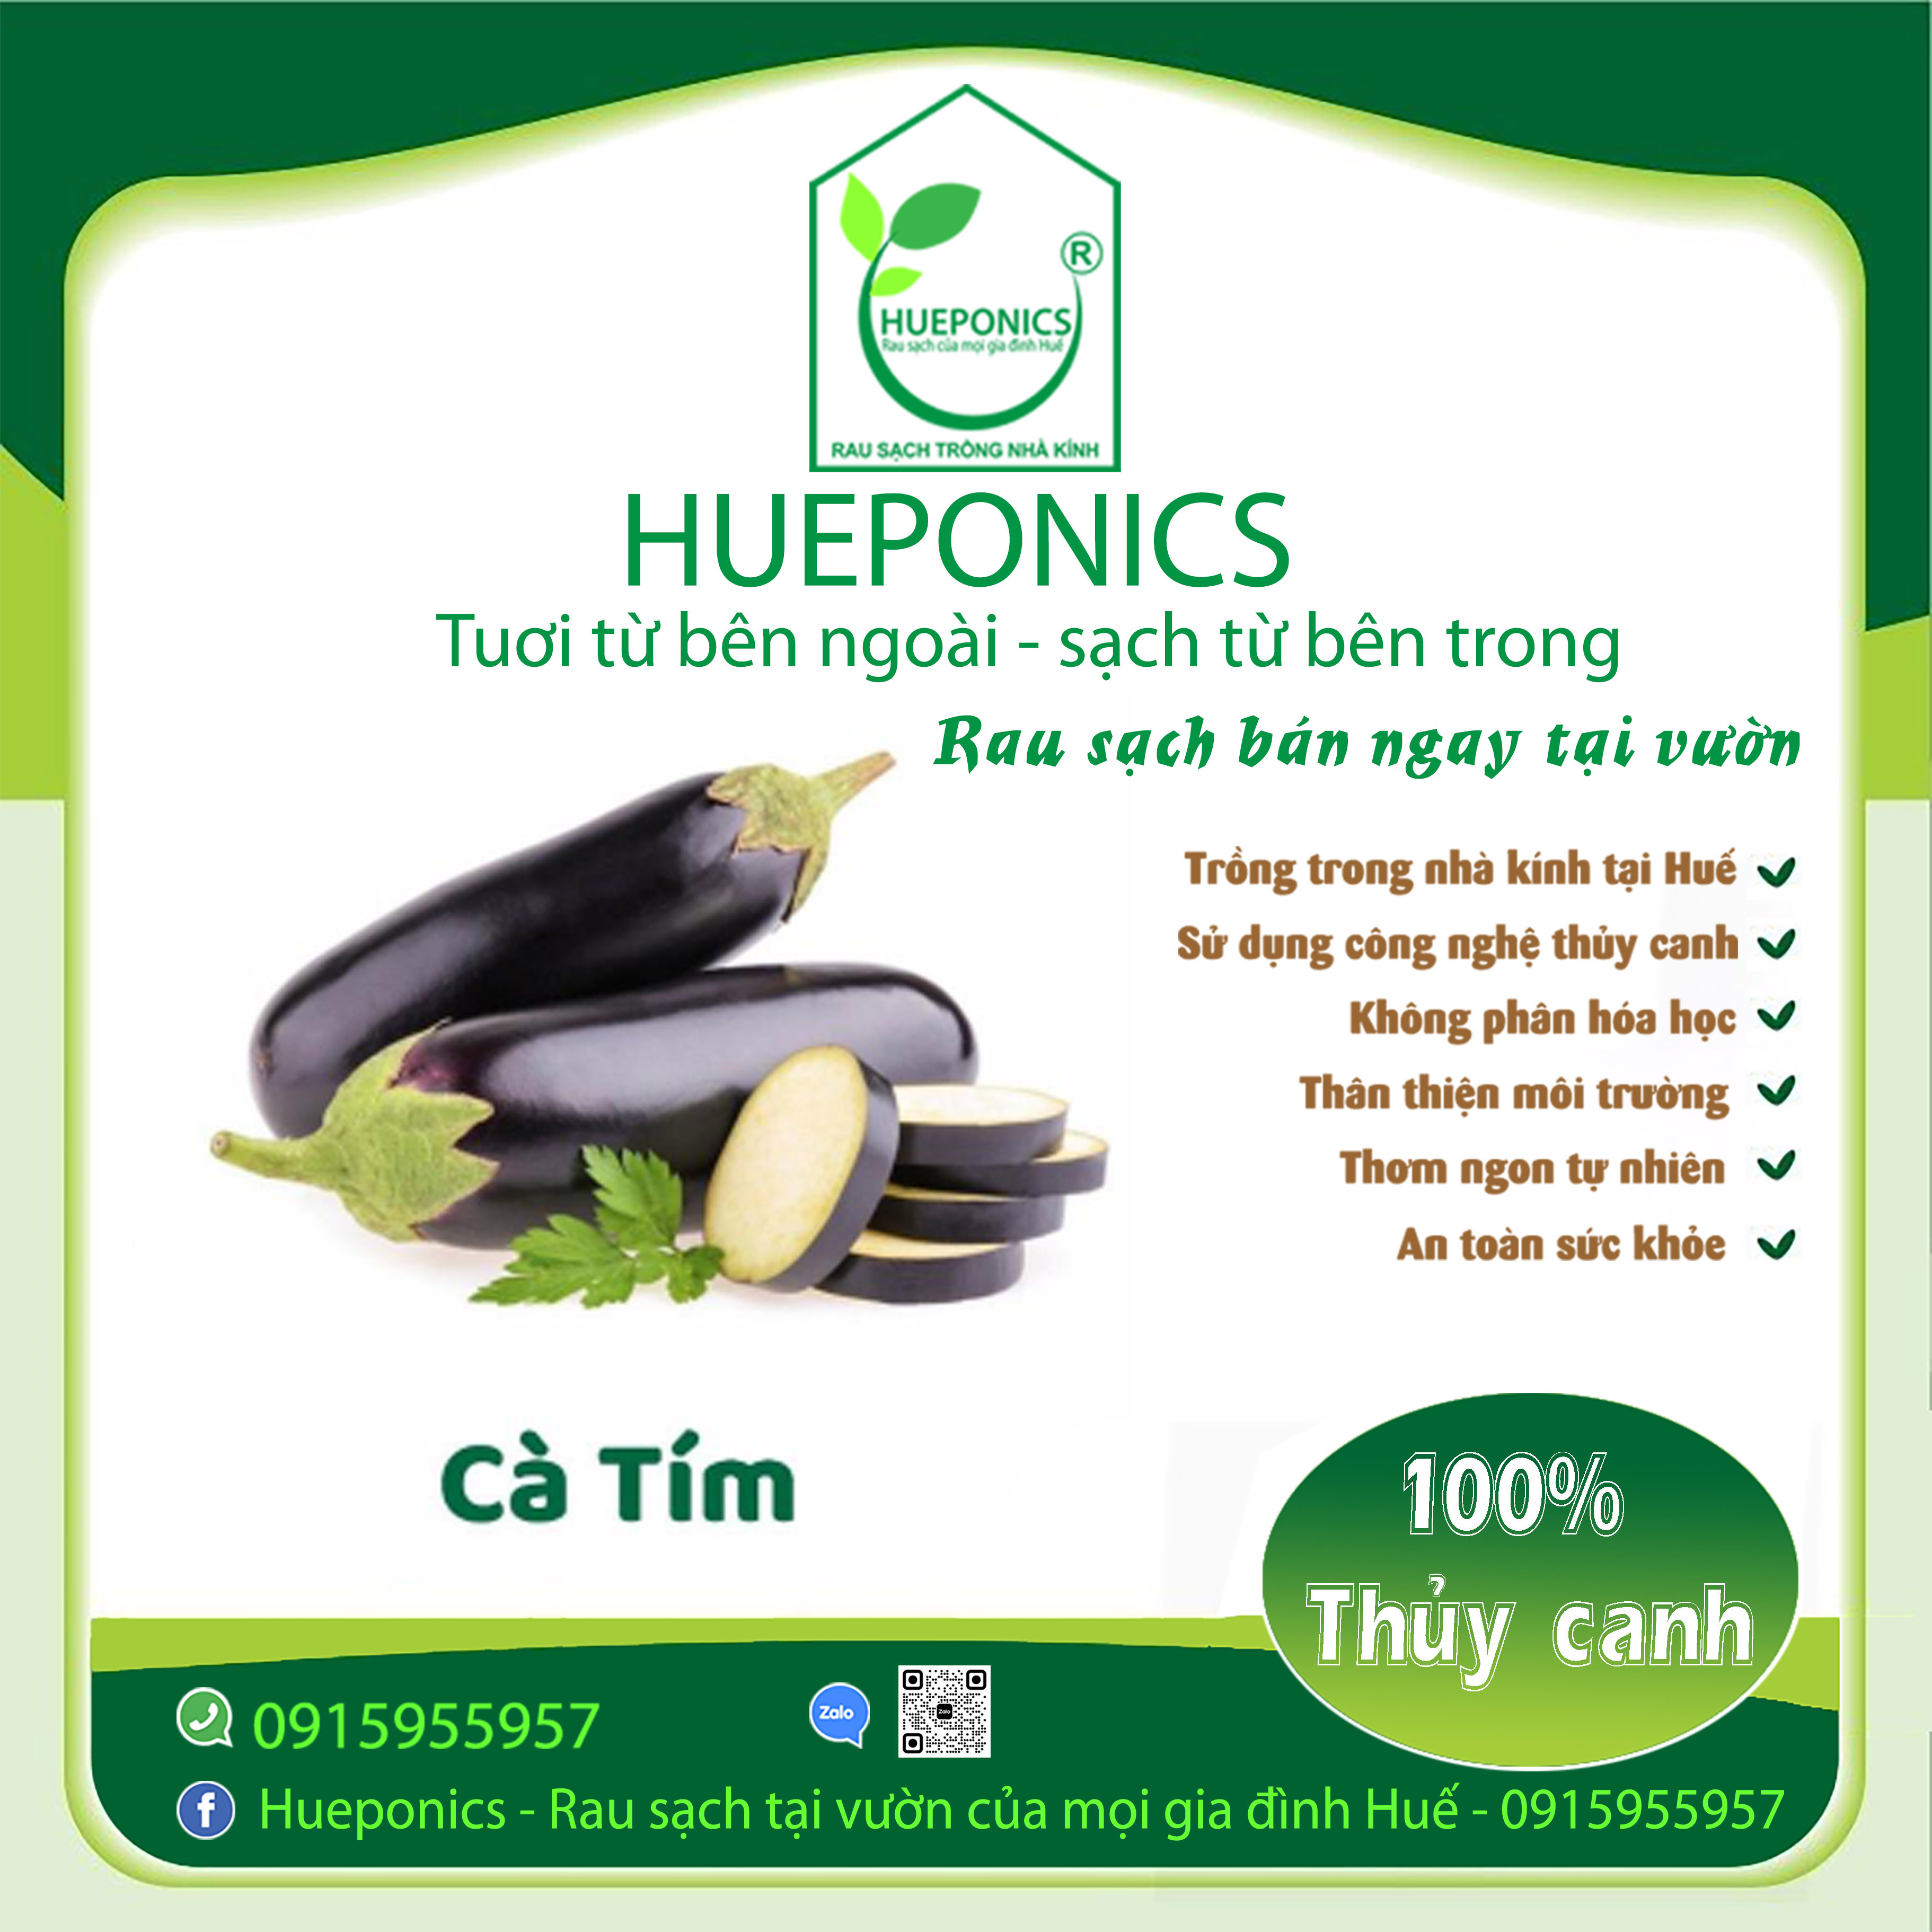 ®
HUEPONICS
Rau sạch của mọi gia đình Huế
RAU SẠCH TRỒNG NHÀ KÍNH
HUEPONICS
Tươi từ bên ngoài - sạch từ bên trong
Rau sạch bán ngay tại vườn
Trồng trong nhà kính tại Huế
Sử dụng công nghệ thủy canh
Không phân hóa học
Thân thiện môi trường
Thơm ngon tự nhiên
An toàn sức khỏe
Cà Tím
100%
Thủy canh
0915955957
Zalo
Zalo
Hueponics - Rau sạch tại vườn của mọi gia đình Huế - 0915955957